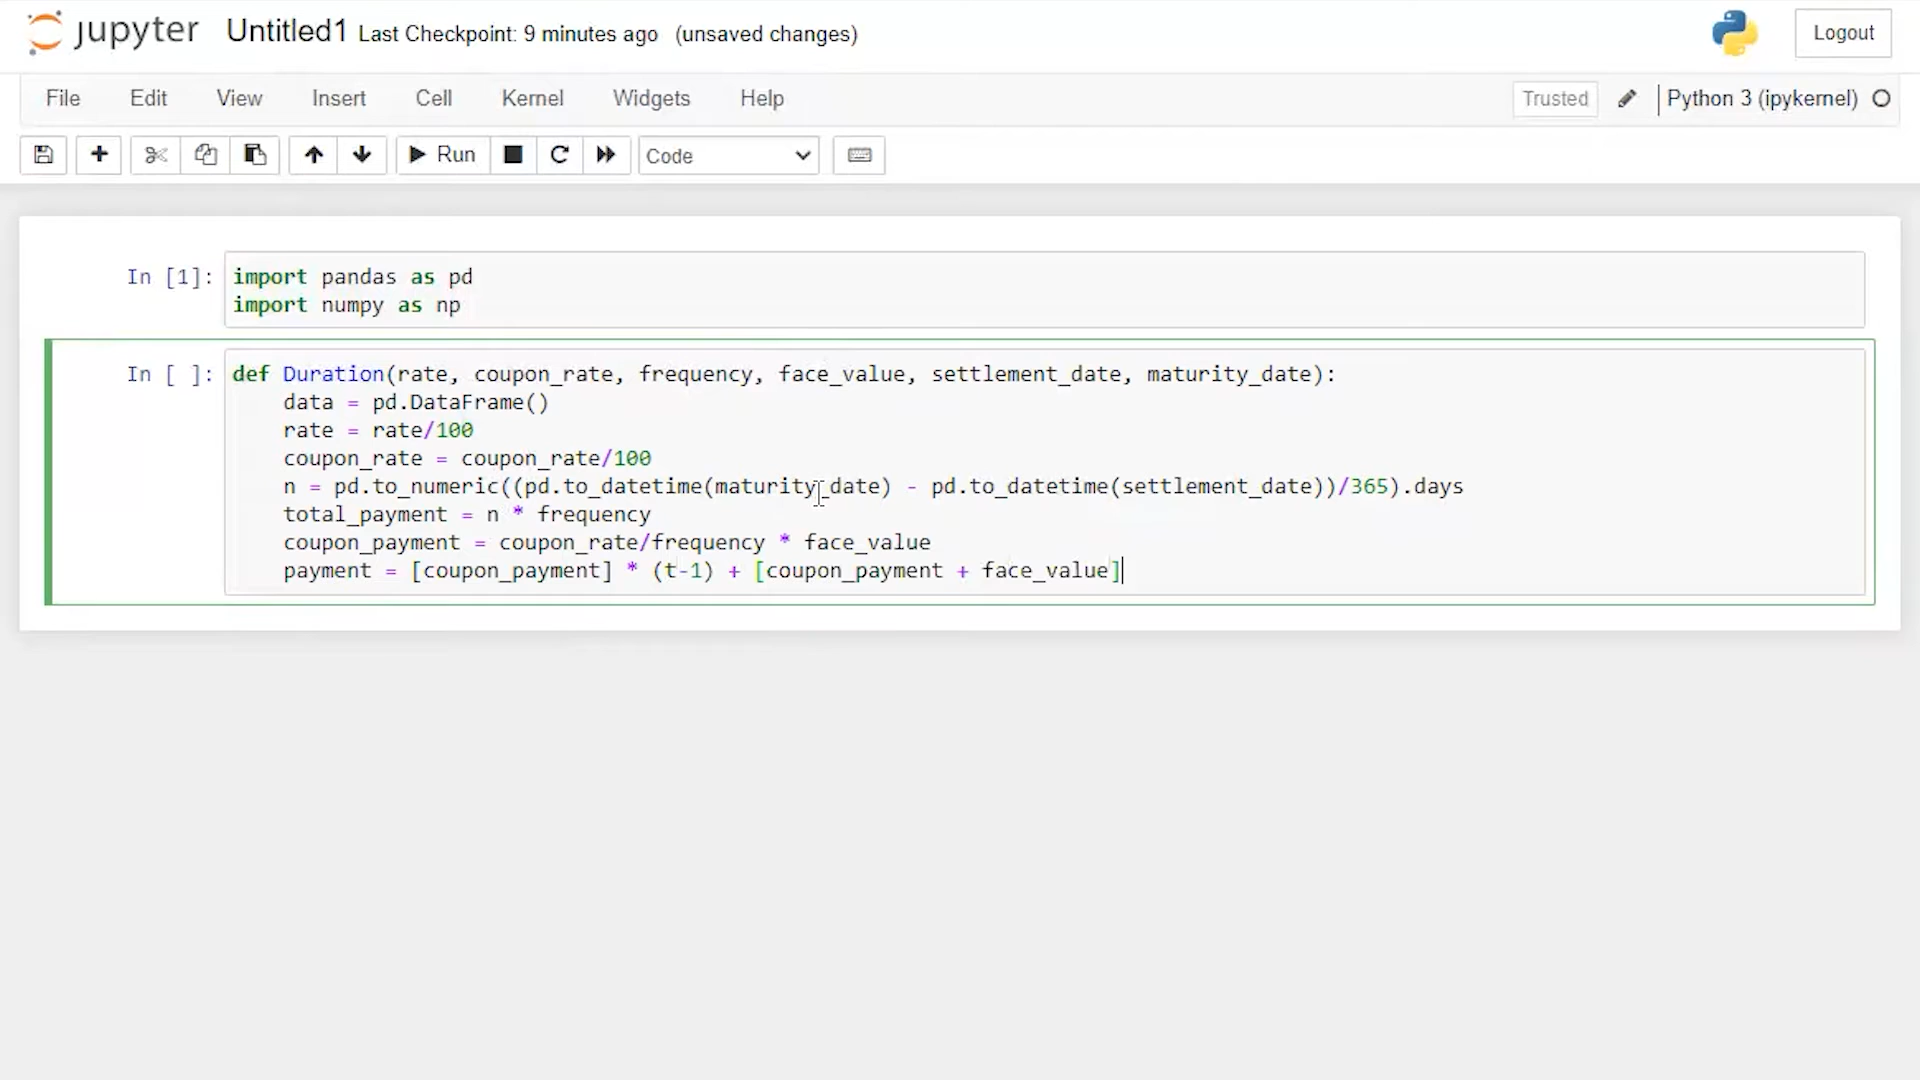 jupyter Untitled1 Last Checkpoint: 9 minutes ago (unsaved changes) Logout
File Edit View Insert Cell Kernel Widgets Help Trusted Python 3 (ipykernel)
Run Code
In [1]: import pandas as pd
import numpy as np
In [ ]: def Duration(rate, coupon_rate, frequency, face_value, settlement_date, maturity_date):
data = pd.DataFrame()
rate = rate/100
coupon_rate = coupon_rate/100
n = pd.to_numeric((pd.to_datetime(maturity_date) - pd.to_datetime(settlement_date))/365).days
total_payment = n * frequency
coupon_payment = coupon_rate/frequency * face_value
payment = [coupon_payment] * (t-1) + [coupon_payment + face_value]